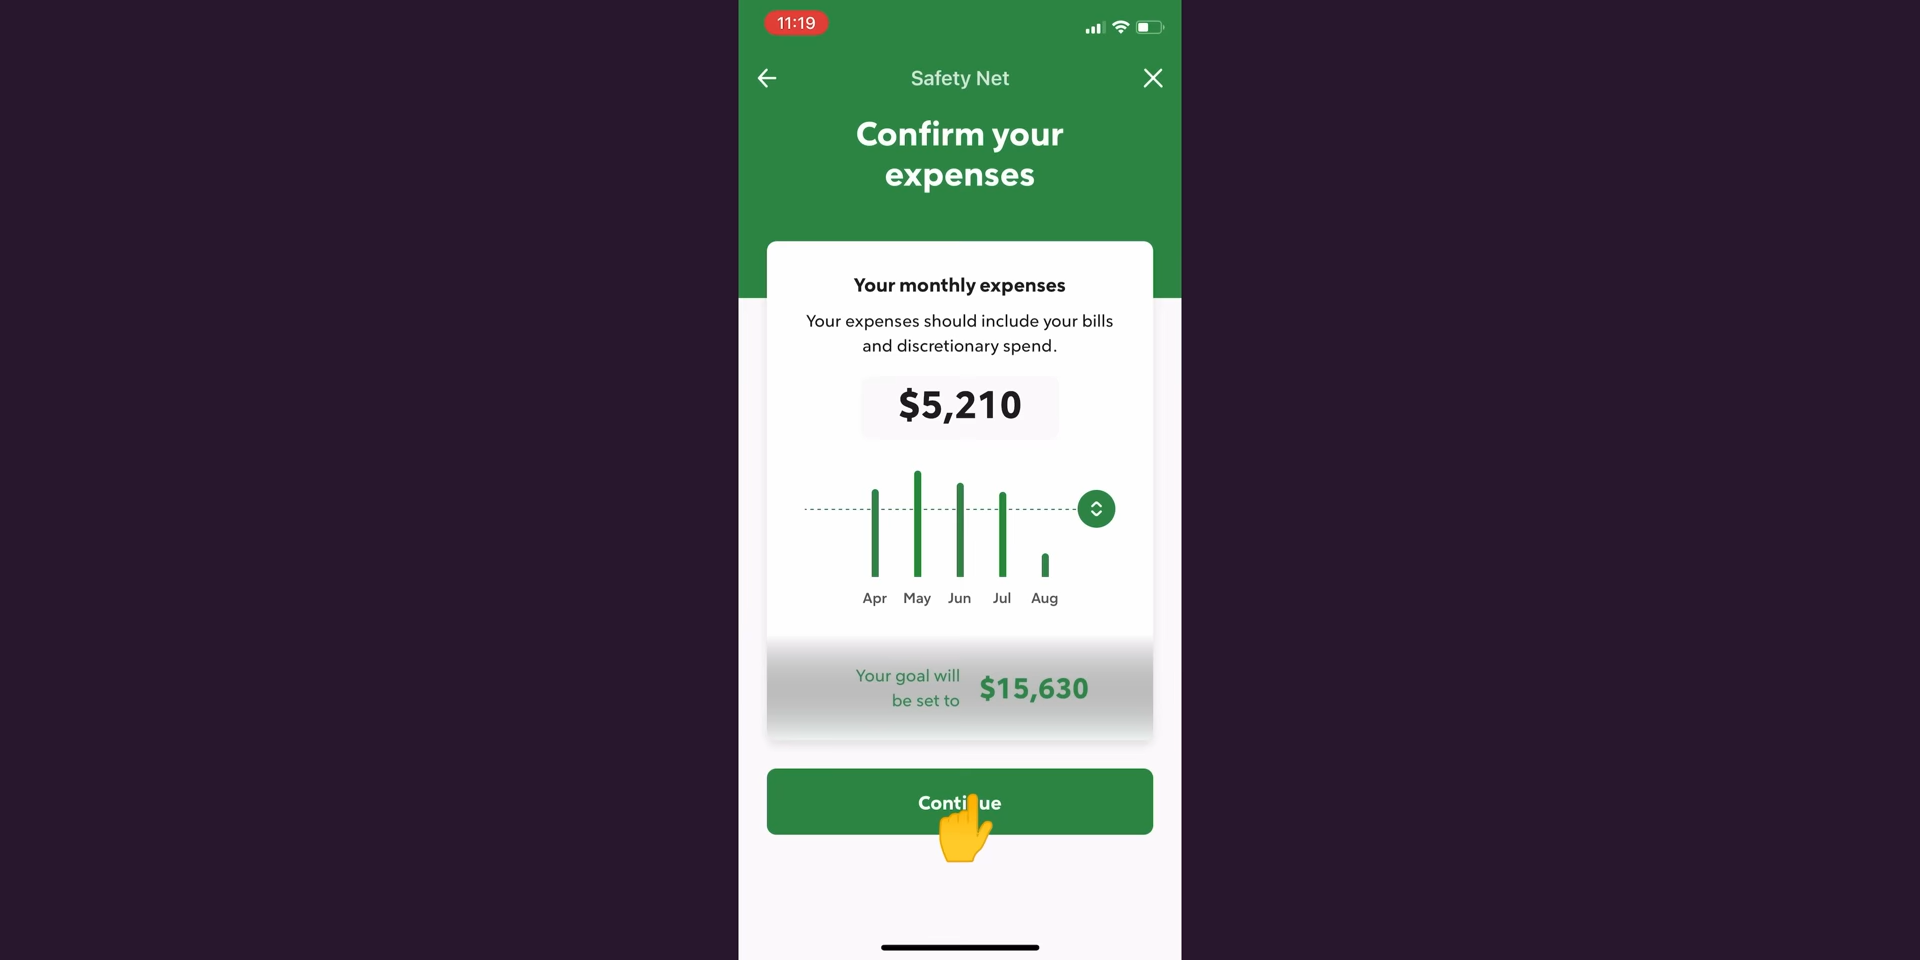 11:19
Safety Net
Confirm your
expenses
Your monthly expenses
Your expenses should include your bills
and discretionary spend.
$5,210
Apr May Jun Jul Aug
Your goal will
be set to
$15,630
Continue